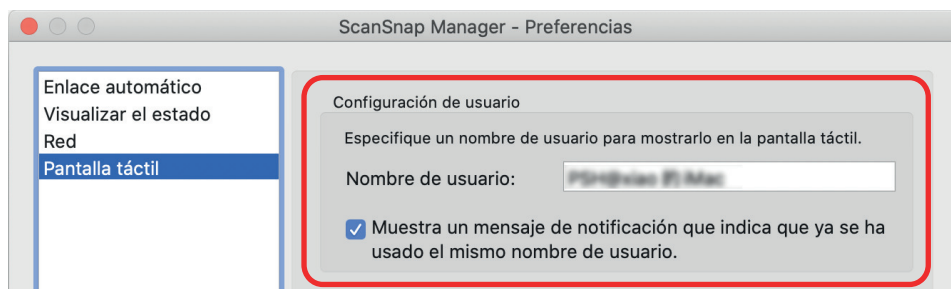 ScanSnap Manager - Preferencias
Enlace automático
Visualizar el estado
Red
Pantalla táctil
Configuración de usuario
Especifique un nombre de usuario para mostrarlo en la pantalla táctil.
Nombre de usuario:
Muestra un mensaje de notificación que indica que ya se ha
usado el mismo nombre de usuario.